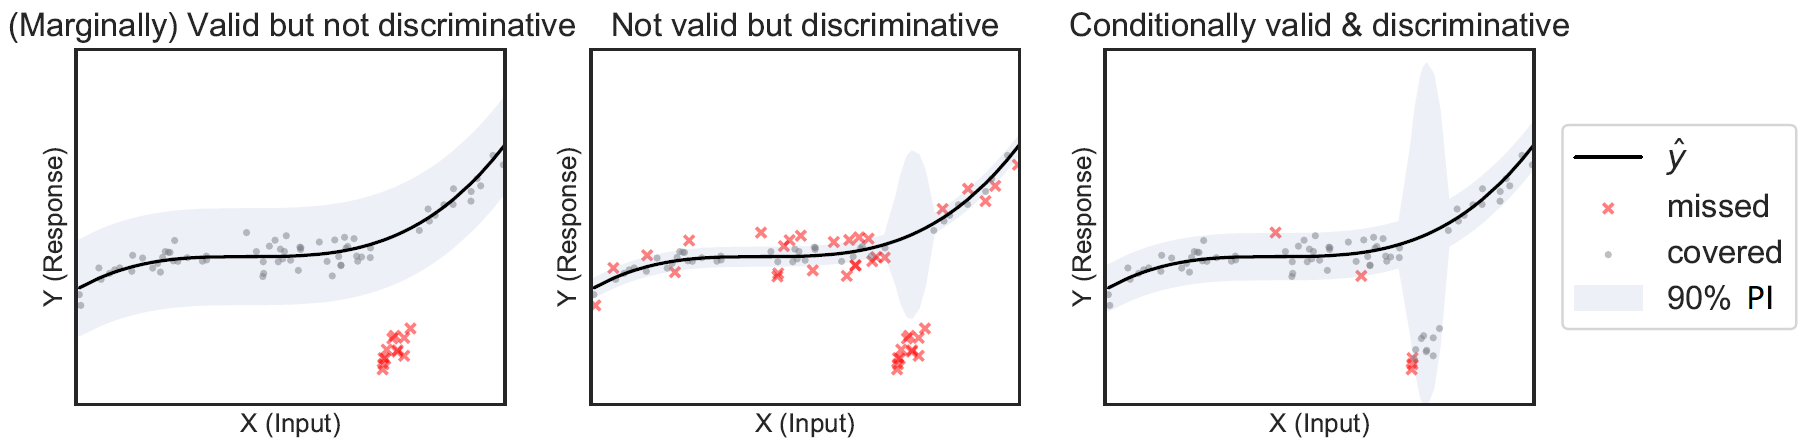 (Marginally) Valid but not discriminative
Not valid but discriminative
Conditionally valid & discriminative
Y (Response)
X (Input)
Y (Response)
X (Input)
Y (Response)
X (Input)
ŷ
missed
covered
90% PI